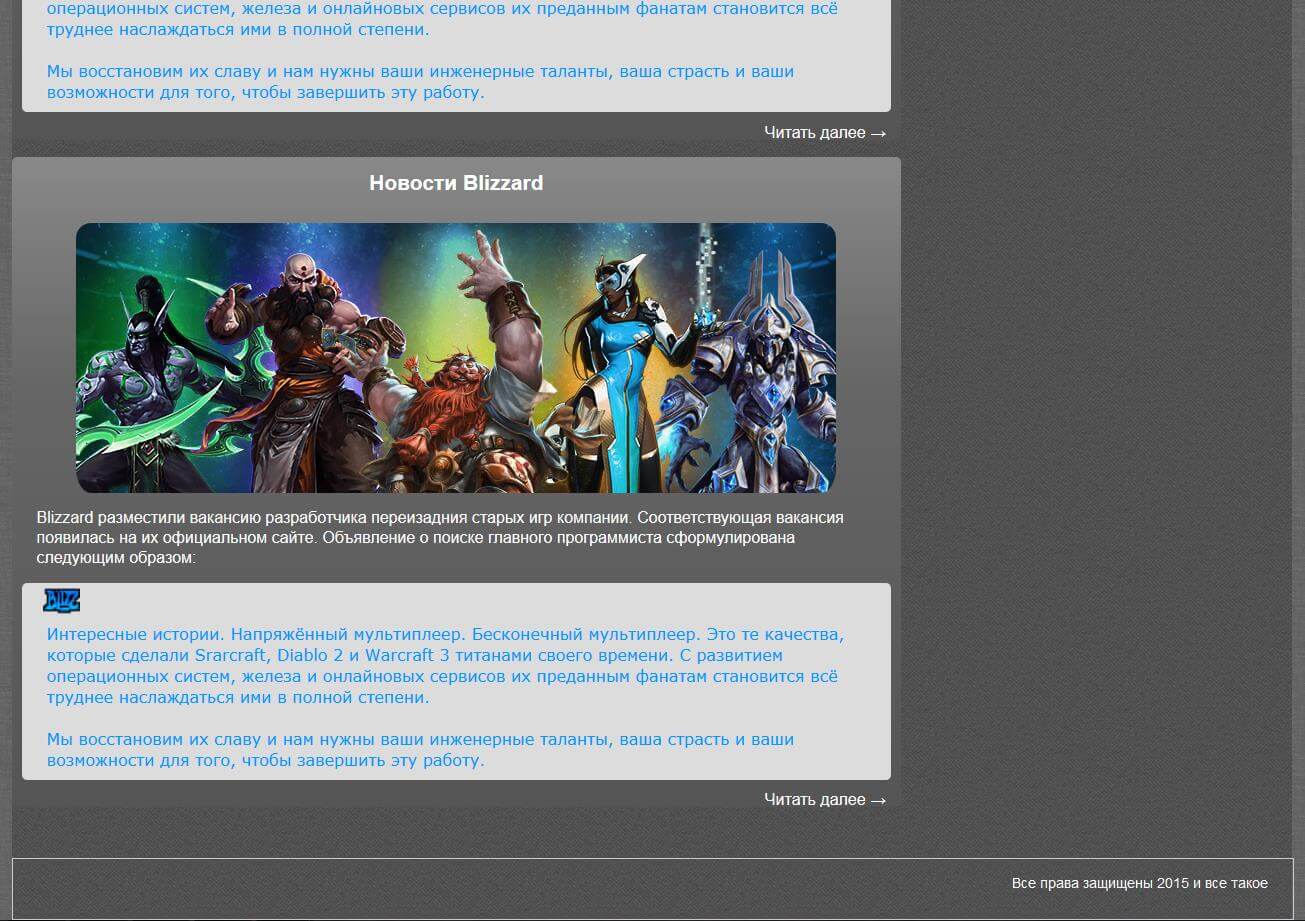 операционных систем, железа и онлайновых сервисов их преданным фанатам становится всё
труднее наслаждаться ими в полной степени.
Мы восстановим их славу и нам нужны ваши инженерные таланты, ваша страсть и ваши
возможности для того, чтобы завершить эту работу.
Читать далее →
Новости Blizzard
Blizzard разместили вакансию разработчика переизадния старых игр компании. Соответствующая вакансия
появилась на их официальном сайте. Объявление о поиске главного программиста сформулирована
следующим образом:
BLIZZ
Интересные истории. Напряжённый мультиплеер. Бесконечный мультиплеер. Это те качества,
которые сделали Srarcraft, Diablo 2 и Warcraft 3 титанами своего времени. С развитием
операционных систем, железа и онлайновых сервисов их преданным фанатам становится всё
труднее наслаждаться ими в полной степени.
Мы восстановим их славу и нам нужны ваши инженерные таланты, ваша страсть и ваши
возможности для того, чтобы завершить эту работу.
Читать далее →
Все права защищены 2015 и все такое